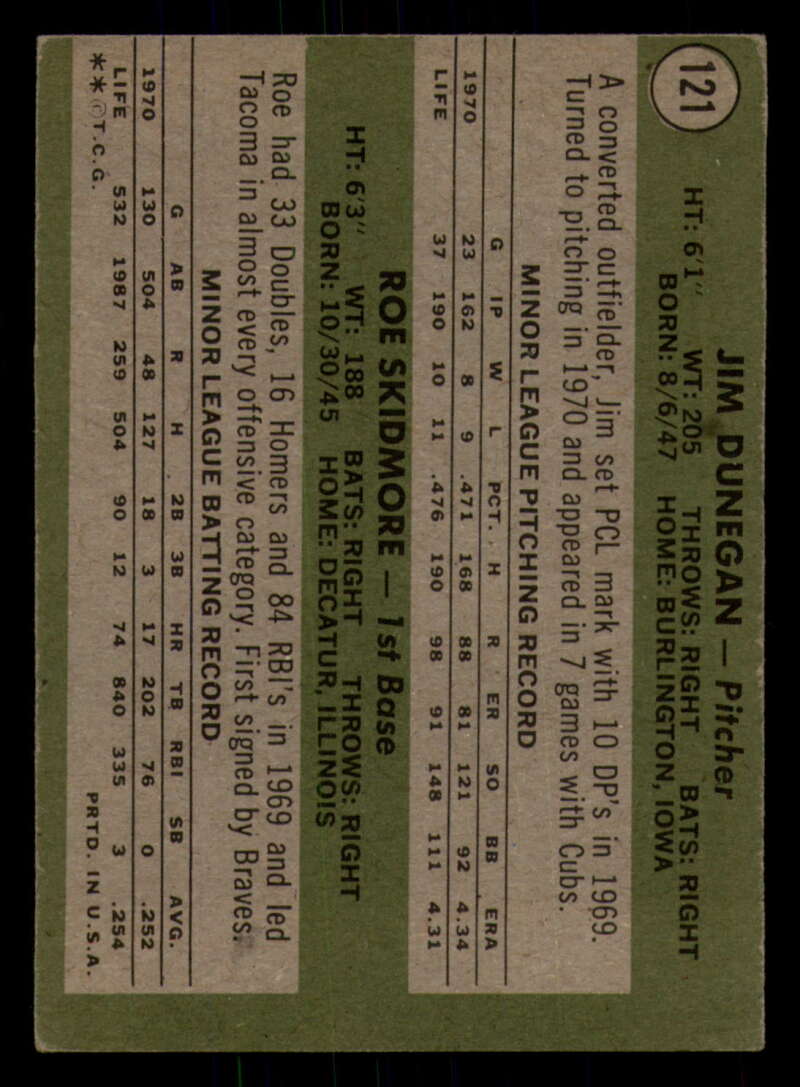 121
JIM DUNEGAN — Pitcher
HT: 6'1" WT: 205 THROWS: RIGHT BATS: RIGHT
BORN: 8/6/47 HOME: BURLINGTON, IOWA
A converted outfielder, Jim set PCL mark with 10 DP's in 1969.
Turned to pitching in 1970 and appeared in 7 games with Cubs.
MINOR LEAGUE PITCHING RECORD
G IP W L PCT. H R ER SO BB ERA
1970 23 162 8 9 .471 168 88 81 121 92 4.34
LIFE 37 190 10 11 .476 190 98 91 148 111 4.31
ROE SKIDMORE — 1st Base
HT: 6'3" WT: 188 BATS: RIGHT THROWS: RIGHT
BORN: 10/30/45 HOME: DECATUR, ILLINOIS
Roe had 33 Doubles, 16 Homers and 84 RBI's in 1969 and led
Tacoma in almost every offensive category. First signed by Braves.
MINOR LEAGUE BATTING RECORD
G AB R H 2B 3B HR TB RBI SB AVG.
1970 130 504 48 127 18 3 17 202 76 0 .252
LIFE 532 1987 259 504 90 12 74 840 335 3 .254
**©T.C.G. PRTD. IN U.S.A.